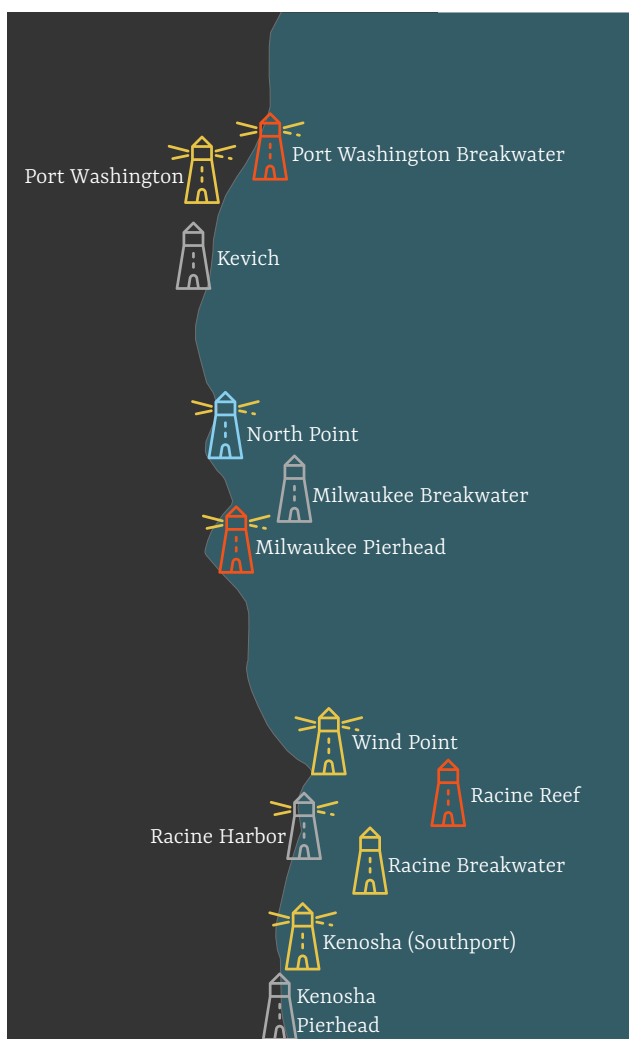 Port Washington Breakwater
Port Washington
Kevich
North Point
Milwaukee Breakwater
Milwaukee Pierhead
Wind Point
Racine Reef
Racine Harbor
Racine Breakwater
Kenosha (Southport)
Kenosha
Pierhead